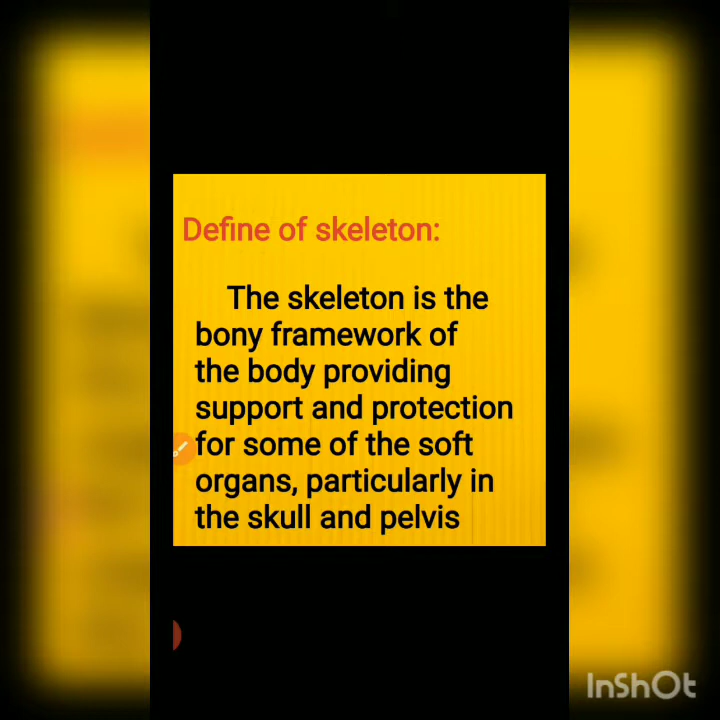 Define of skeleton:
The skeleton is the
bony framework of
the body providing
support and protection
for some of the soft
organs, particularly in
the skull and pelvis
InShOt